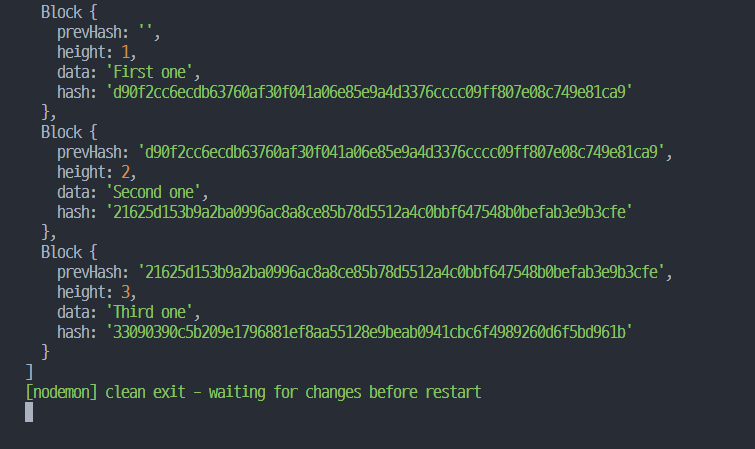 Block {
prevHash: '',
height: 1,
data: 'First one',
hash: 'd90f2cc6ecdb63760af30f041a06e85e9a4d3376cccc09ff807e08c749e81ca9'
},
Block {
prevHash: 'd90f2cc6ecdb63760af30f041a06e85e9a4d3376cccc09ff807e08c749e81ca9',
height: 2,
data: 'Second one',
hash: '21625d153b9a2ba0996ac8a8ce85b78d5512a4c0bbf647548b0befab3e9b3cfe'
},
Block {
prevHash: '21625d153b9a2ba0996ac8a8ce85b78d5512a4c0bbf647548b0befab3e9b3cfe',
height: 3,
data: 'Third one',
hash: '33090390c5b209e1796881ef8aa55128e9beab0941cbc6f4989260d6f5bd961b'
}
]
[nodemon] clean exit - waiting for changes before restart